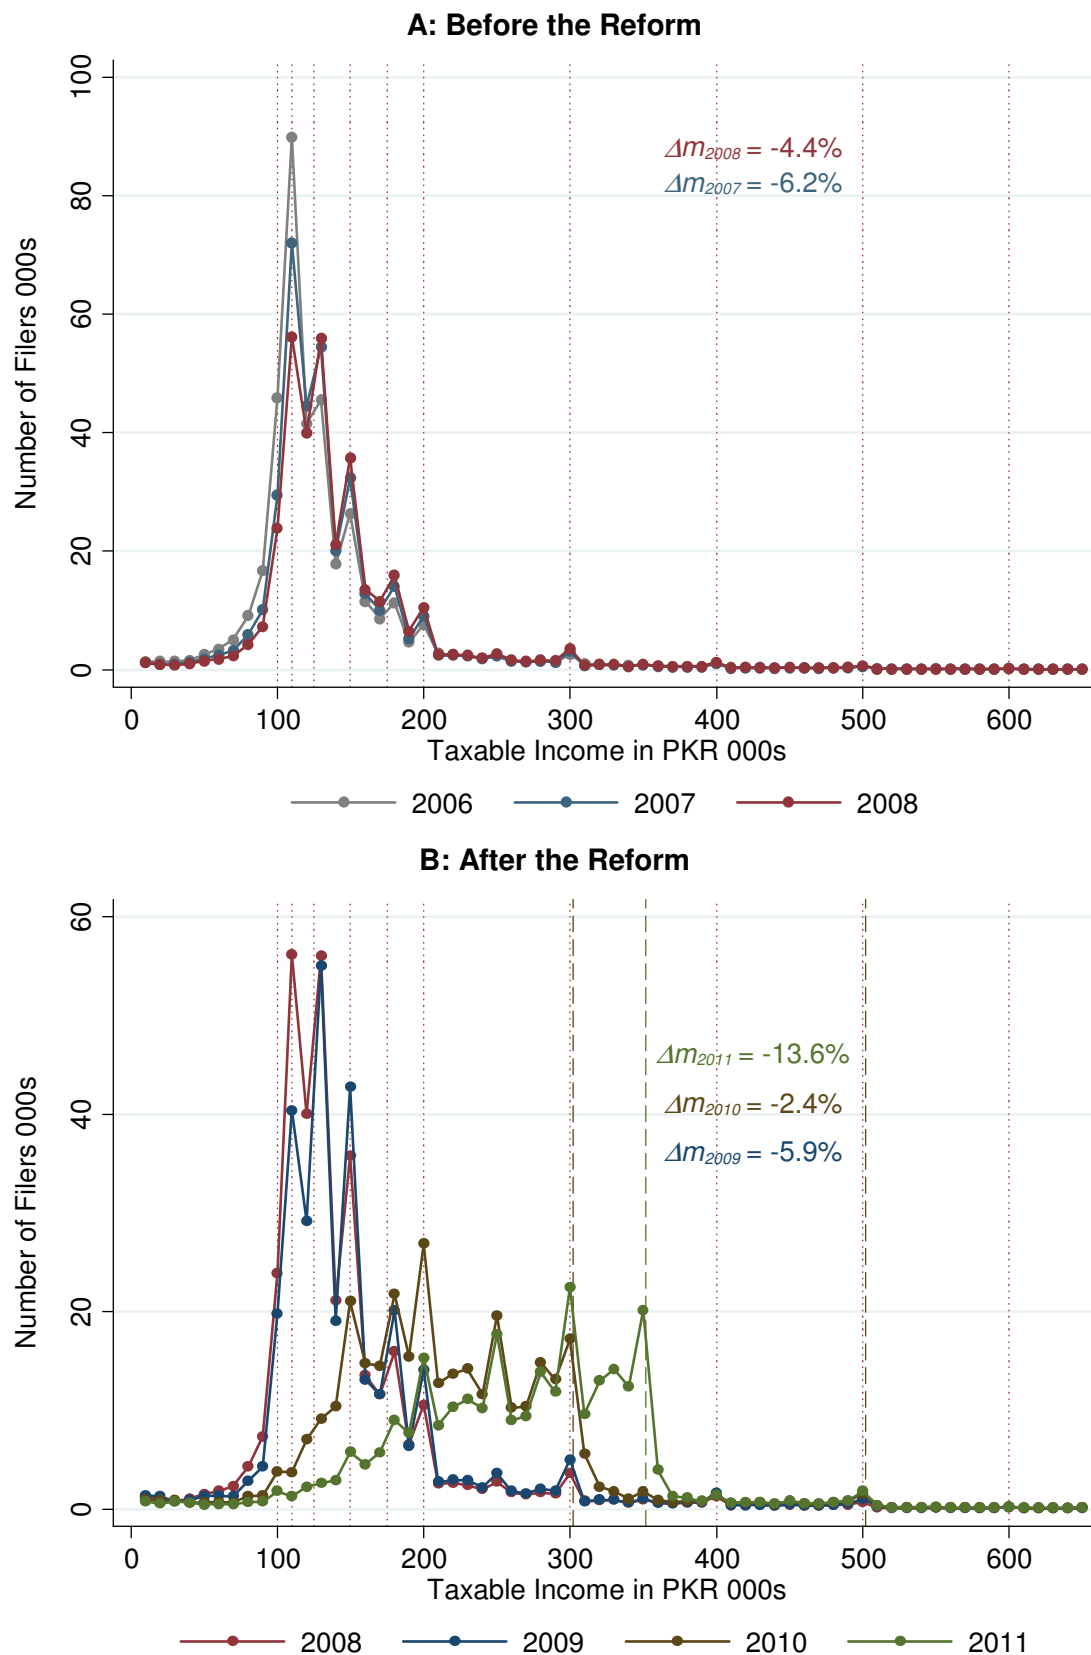 A: Before the Reform
100
80
60
40
20
0
Number of Filers 000s
Δm2008 = -4.4%
Δm2007 = -6.2%
0 100 200 300 400 500 600
Taxable Income in PKR 000s
2006 2007 2008
B: After the Reform
60
40
20
0
Number of Filers 000s
Δm2011 = -13.6%
Δm2010 = -2.4%
Δm2009 = -5.9%
0 100 200 300 400 500 600
Taxable Income in PKR 000s
2008 2009 2010 2011